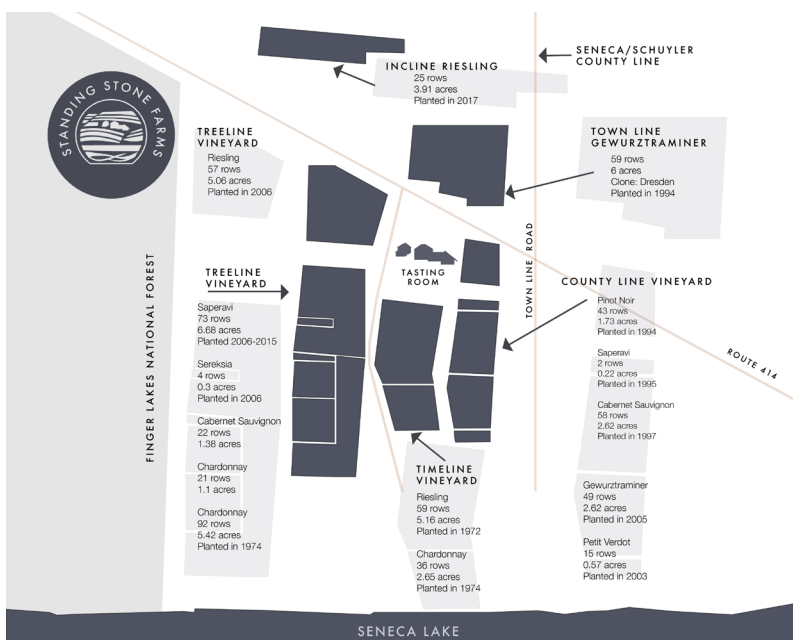 SENECA/SCHUYLER
COUNTY LINE
INCLINE RIESLING
25 rows
3.91 acres
Planted in 2017
STANDING STONE FARMS
TREELINE
VINEYARD
Riesling
57 rows
5.06 acres
Planted in 2006
TOWN LINE
GEWURZTRAMINER
59 rows
6 acres
Clone: Dresden
Planted in 1994
FINGER LAKES NATIONAL FOREST
TREELINE
VINEYARD
Saperavi
73 rows
6.68 acres
Planted 2006-2015
Sereksia
4 rows
0.3 acres
Planted in 2006
Cabernet Sauvignon
22 rows
1.38 acres
Chardonnay
21 rows
1.1 acres
Chardonnay
92 rows
5.42 acres
Planted in 1974
TASTING
ROOM
TOWN LINE ROAD
COUNTY LINE VINEYARD
Pinot Noir
43 rows
1.73 acres
Planted in 1994
Saperavi
2 rows
0.22 acres
Planted in 1995
Cabernet Sauvignon
58 rows
2.62 acres
Planted in 1997
Gewurztraminer
49 rows
2.62 acres
Planted in 2005
Petit Verdot
15 rows
0.57 acres
Planted in 2003
ROUTE 414
TIMELINE
VINEYARD
Riesling
59 rows
5.16 acres
Planted in 1972
Chardonnay
36 rows
2.65 acres
Planted in 1974
SENECA LAKE